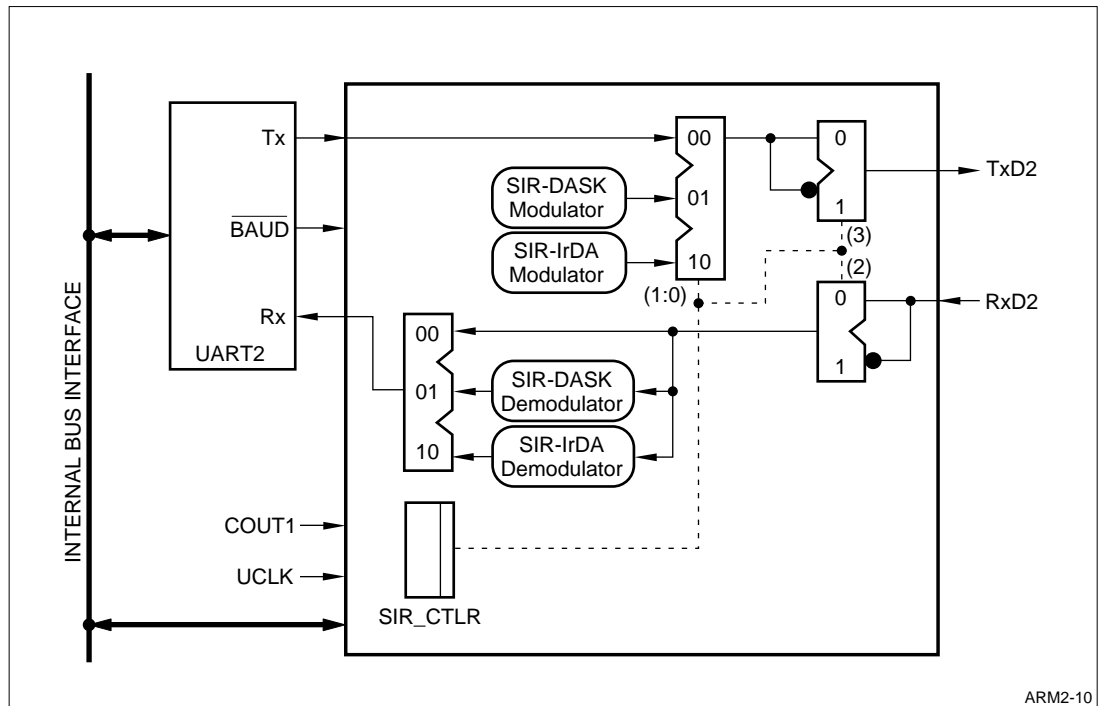 INTERNAL BUS INTERFACE
Tx
BAUD
Rx
UART2
COUT1
UCLK
SIR-DASK
Modulator
SIR-IrDA
Modulator
00
01
10
(1:0)
0
1
(3)
(2)
0
1
TxD2
RxD2
00
01
10
SIR-DASK
Demodulator
SIR-IrDA
Demodulator
SIR_CTLR
ARM2-10